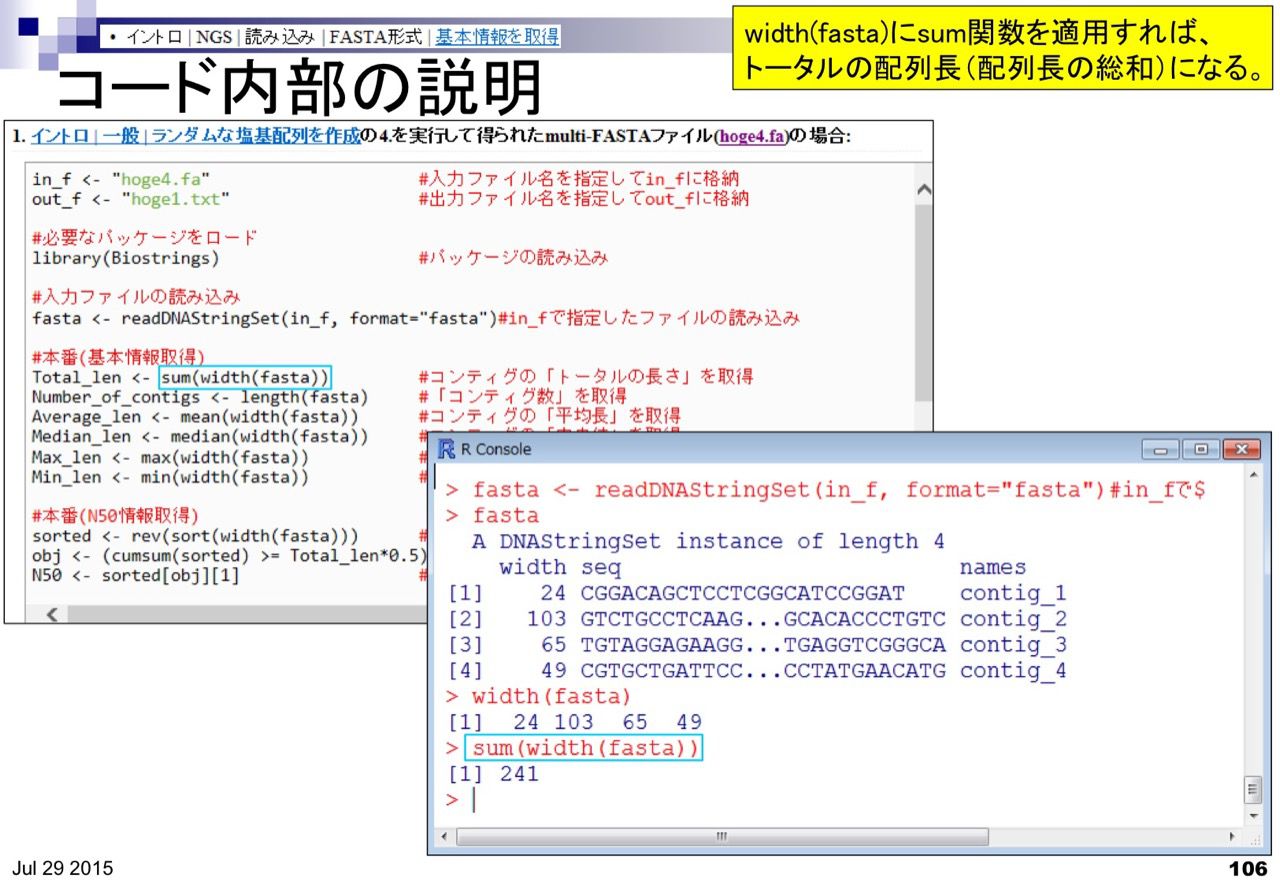 • イントロ | NGS | 読み込み | FASTA形式 | 基本情報を取得
width(fasta)にsum関数を適用すれば、
トータルの配列長(配列長の総和)になる。
コード内部の説明
1. イントロ | 一般 | ランダムな塩基配列を作成の4.を実行して得られたmulti-FASTAファイル(hoge4.fa)の場合:
in_f <- "hoge4.fa" #入力ファイル名を指定してin_fに格納
out_f <- "hoge1.txt" #出力ファイル名を指定してout_fに格納
#必要なパッケージをロード
library(Biostrings) #パッケージの読み込み
#入力ファイルの読み込み
fasta <- readDNAStringSet(in_f, format="fasta")#in_fで指定したファイルの読み込み
#本番(基本情報取得)
Total_len <- sum(width(fasta)) #コンティグの「トータルの長さ」を取得
Number_of_contigs <- length(fasta) #「コンティグ数」を取得
Average_len <- mean(width(fasta)) #コンティグの「平均長」を取得
Median_len <- median(width(fasta)) #
Max_len <- max(width(fasta)) #
Min_len <- min(width(fasta)) #
#本番(N50情報取得)
sorted <- rev(sort(width(fasta))) #
obj <- (cumsum(sorted) >= Total_len*0.5)
N50 <- sorted[obj][1] #
R Console
> fasta <- readDNAStringSet(in_f, format="fasta")#in_fで$
> fasta
A DNAStringSet instance of length 4
width seq names
[1] 24 CGGACAGCTCCTCGGCATCCGGAT contig_1
[2] 103 GTCTGCCTCAAG...GCACACCCTGTC contig_2
[3] 65 TGTAGGAGAAGG...TGAGGTCGGGCA contig_3
[4] 49 CGTGCTGATTCC...CCTATGAACATG contig_4
> width(fasta)
[1] 24 103 65 49
> sum(width(fasta))
[1] 241
>
Jul 29 2015
106